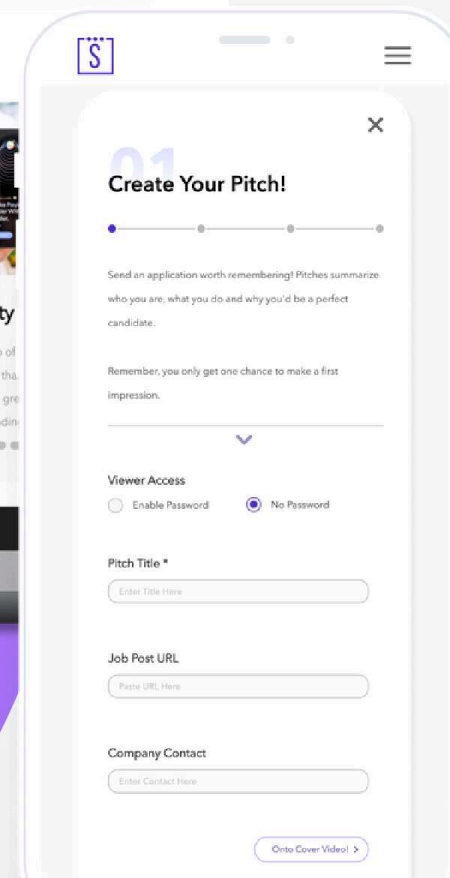 S
01
Create Your Pitch!
Send an application worth remembering! Pitches summarize
who you are, what you do and why you'd be a perfect
candidate.
Remember, you only get one chance to make a first
impression.
Viewer Access
Enable Password
No Password
Pitch Title *
Enter Title Here
Job Post URL
Paste URL Here
Company Contact
Enter Contact Here
Onto Cover Video! >
ty
of
tha
gre